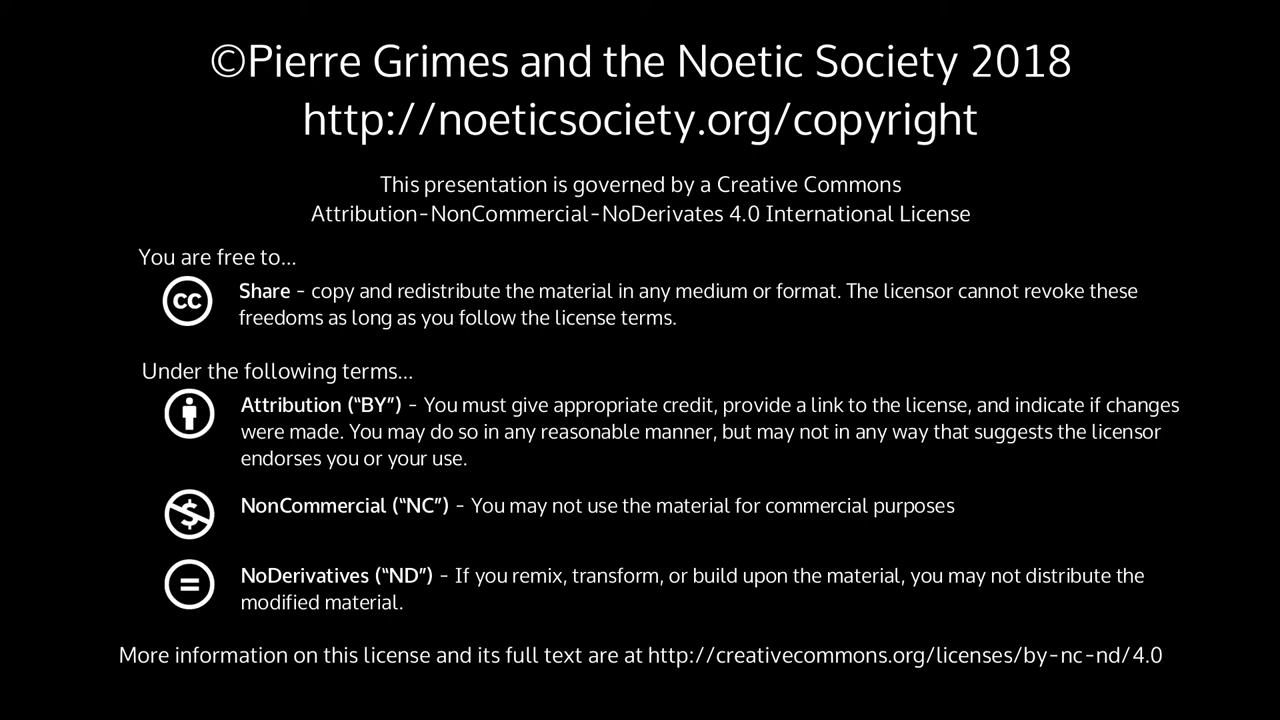 ©Pierre Grimes and the Noetic Society 2018
http://noeticsociety.org/copyright
This presentation is governed by a Creative Commons
Attribution-NonCommercial-NoDerivates 4.0 International License
You are free to...
cc
Share - copy and redistribute the material in any medium or format. The licensor cannot revoke these
freedoms as long as you follow the license terms.
Under the following terms...
Attribution (“BY”) - You must give appropriate credit, provide a link to the license, and indicate if changes
were made. You may do so in any reasonable manner, but may not in any way that suggests the licensor
endorses you or your use.
NonCommercial (“NC”) - You may not use the material for commercial purposes
NoDerivatives (“ND”) - If you remix, transform, or build upon the material, you may not distribute the
modified material.
More information on this license and its full text are at http://creativecommons.org/licenses/by-nc-nd/4.0